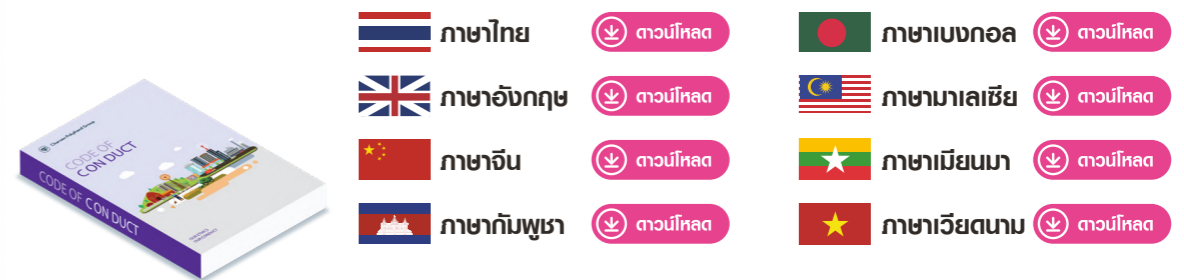 Charoen Pokphand Group
CODE OF
CON DUCT
CODE OF CON DUCT
ภาษาไทย
ดาวน์โหลด
ภาษาอังกฤษ
ดาวน์โหลด
ภาษาจีน
ดาวน์โหลด
ภาษากัมพูชา
ดาวน์โหลด
ภาษาเบงกอล
ดาวน์โหลด
ภาษามาเลเซีย
ดาวน์โหลด
ภาษาเมียนมา
ดาวน์โหลด
ภาษาเวียดนาม
ดาวน์โหลด